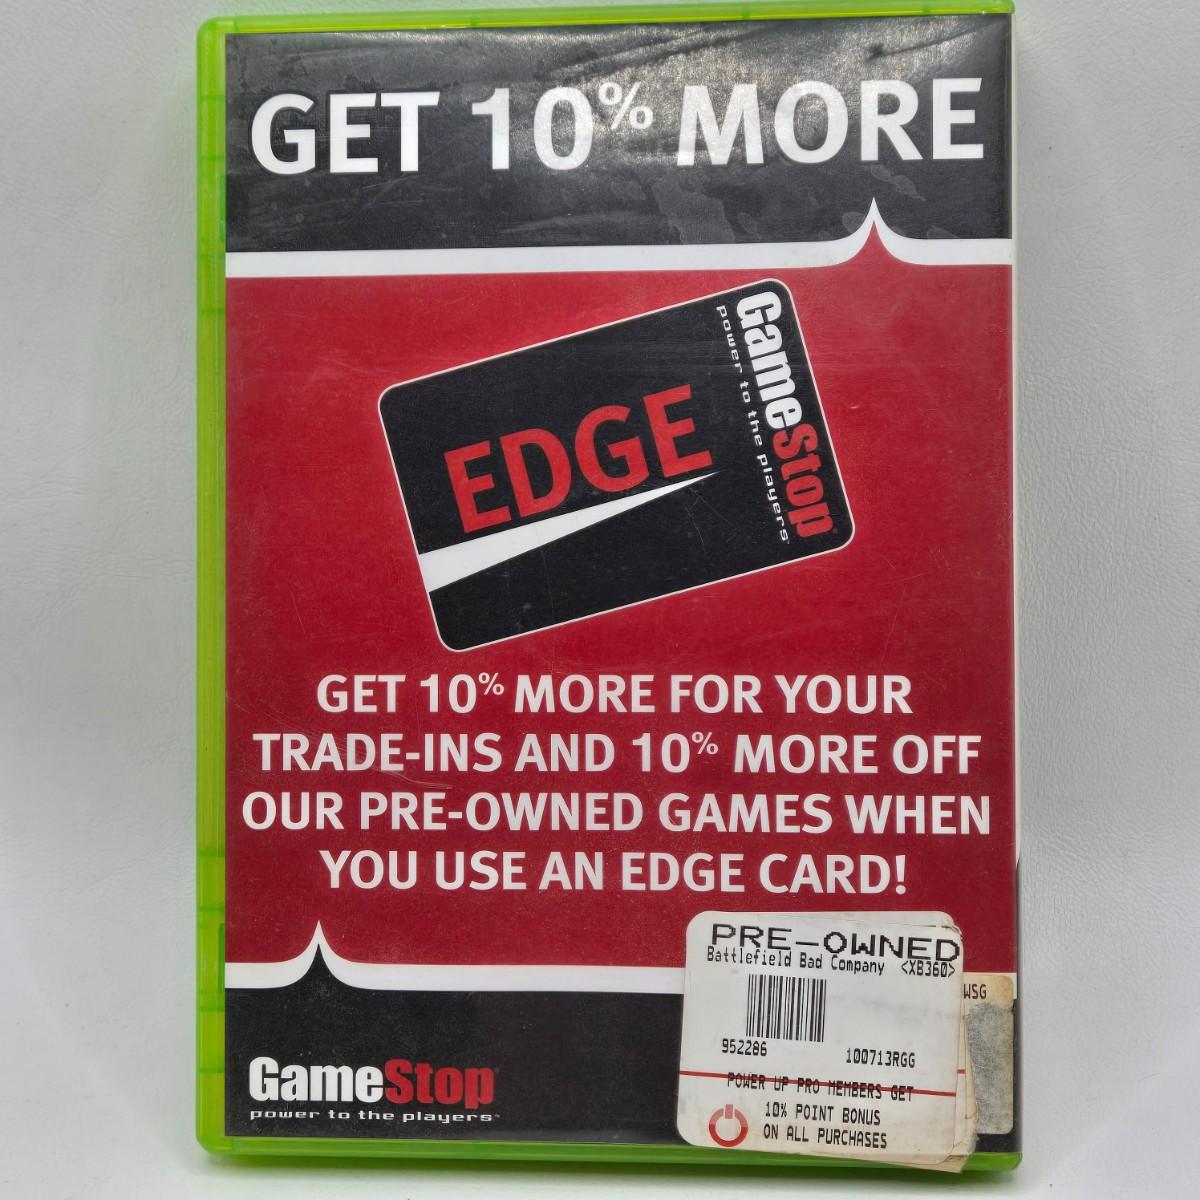 GET 10% MORE
EDGE
GameStop
power to the players
GET 10% MORE FOR YOUR
TRADE-INS AND 10% MORE OFF
OUR PRE-OWNED GAMES WHEN
YOU USE AN EDGE CARD!
PRE-OWNED
Battlefield Bad Company <XB360>
WSG
952286 100713RGG
POWER UP PRO MEMBERS GET
10% POINT BONUS
ON ALL PURCHASES
GameStop
power to the players